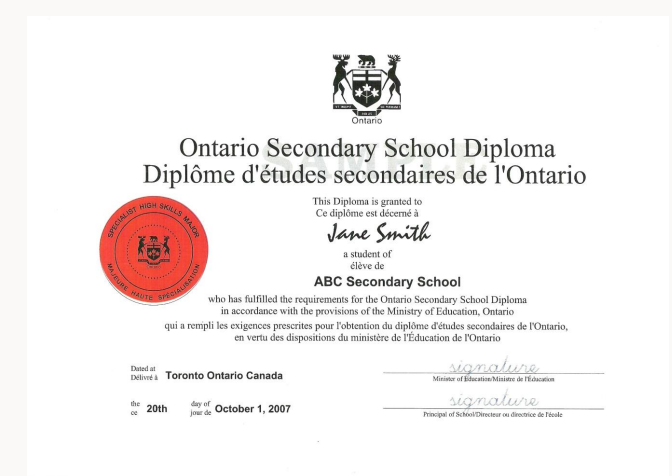 Ontario
SAMPLE
Ontario Secondary School Diploma
Diplôme d'études secondaires de l'Ontario
This Diploma is granted to
Ce diplôme est décerné à
Jane Smith
a student of
élève de
ABC Secondary School
SPECIALIST HIGH SKILLS MAJOR
MAJEURE HAUTE SPÉCIALISATION
who has fulfilled the requirements for the Ontario Secondary School Diploma
in accordance with the provisions of the Ministry of Education, Ontario
qui a rempli les exigences prescrites pour l'obtention du diplôme d'études secondaires de l'Ontario,
en vertu des dispositions du ministère de l'Éducation de l'Ontario
Dated at
Délivré à Toronto Ontario Canada
the
ce 20th
day of
jour de October 1, 2007
signature
Minister of Education/Ministre de l'Éducation
signature
Principal of School/Directeur ou directrice de l'école